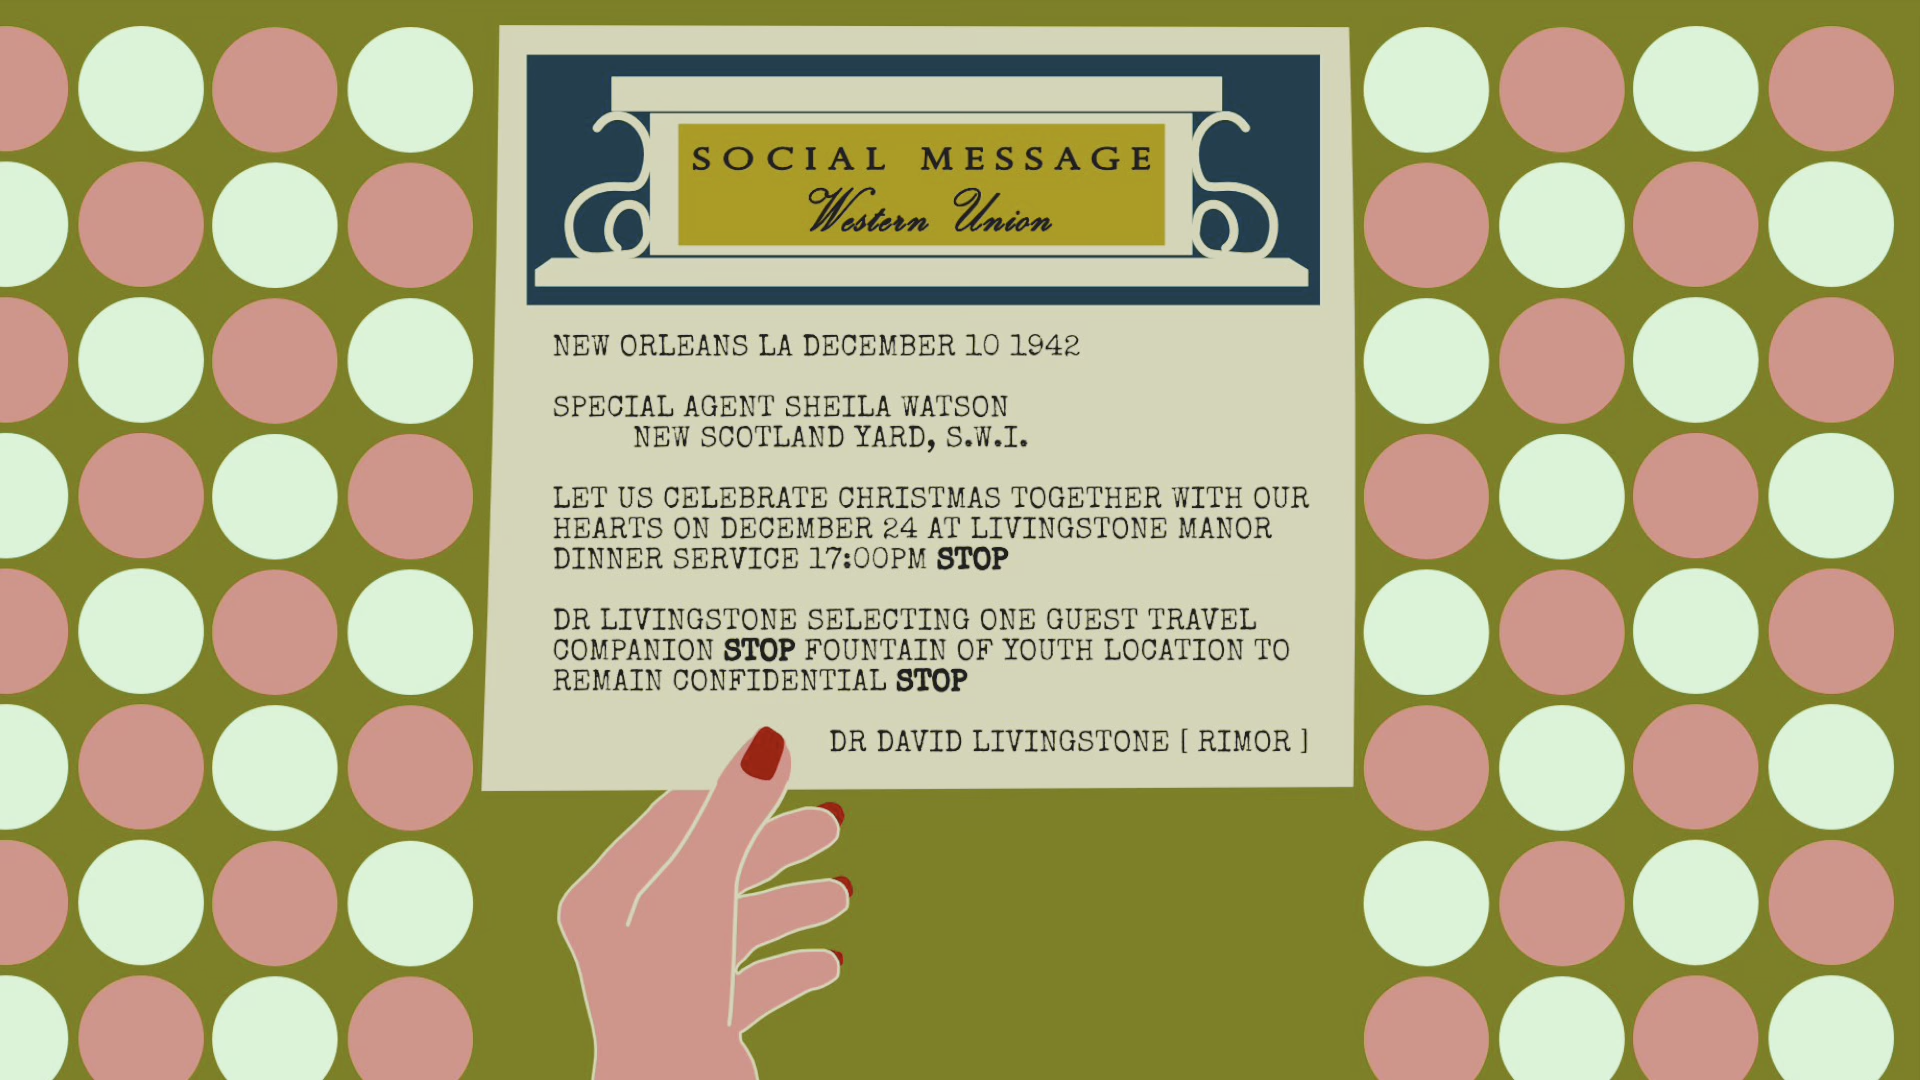 SOCIAL MESSAGE
Western Union
NEW ORLEANS LA DECEMBER 10 1942
SPECIAL AGENT SHEILA WATSON
NEW SCOTLAND YARD, S.W.I.
LET US CELEBRATE CHRISTMAS TOGETHER WITH OUR
HEARTS ON DECEMBER 24 AT LIVINGSTONE MANOR
DINNER SERVICE 17:00PM STOP
DR LIVINGSTONE SELECTING ONE GUEST TRAVEL
COMPANION STOP FOUNTAIN OF YOUTH LOCATION TO
REMAIN CONFIDENTIAL STOP
DR DAVID LIVINGSTONE [ RIMOR ]